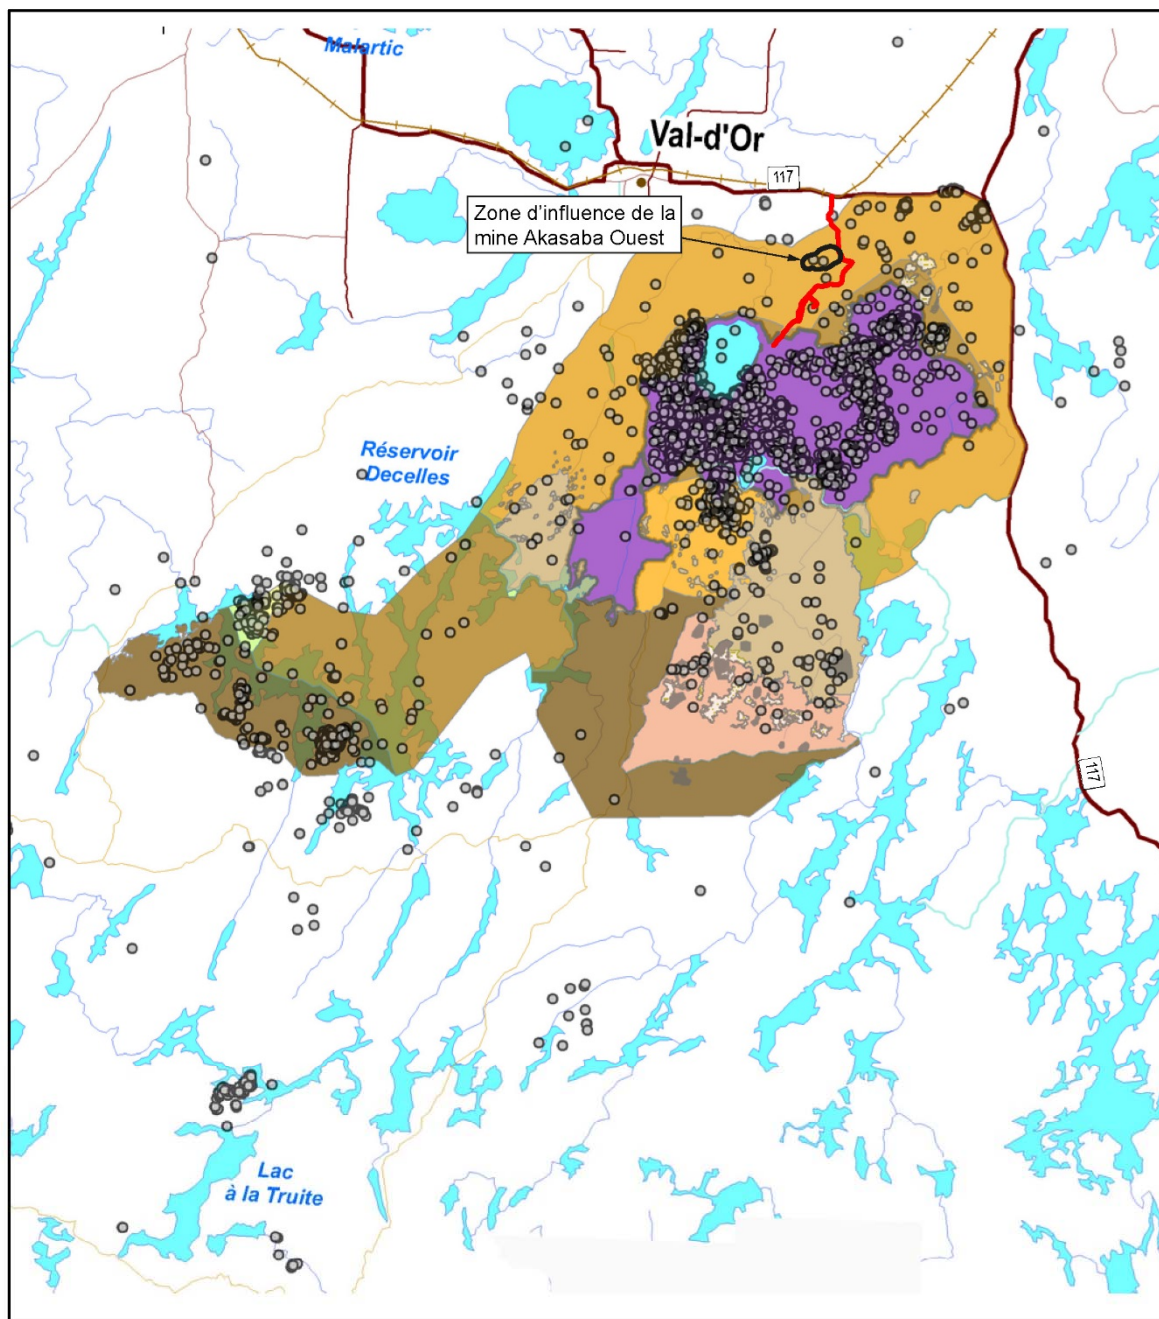 Malartic
Val-d'Or
117
Zone d'influence de la
mine Akasaba Ouest
Réservoir
Decelles
117
Lac
à la Truite